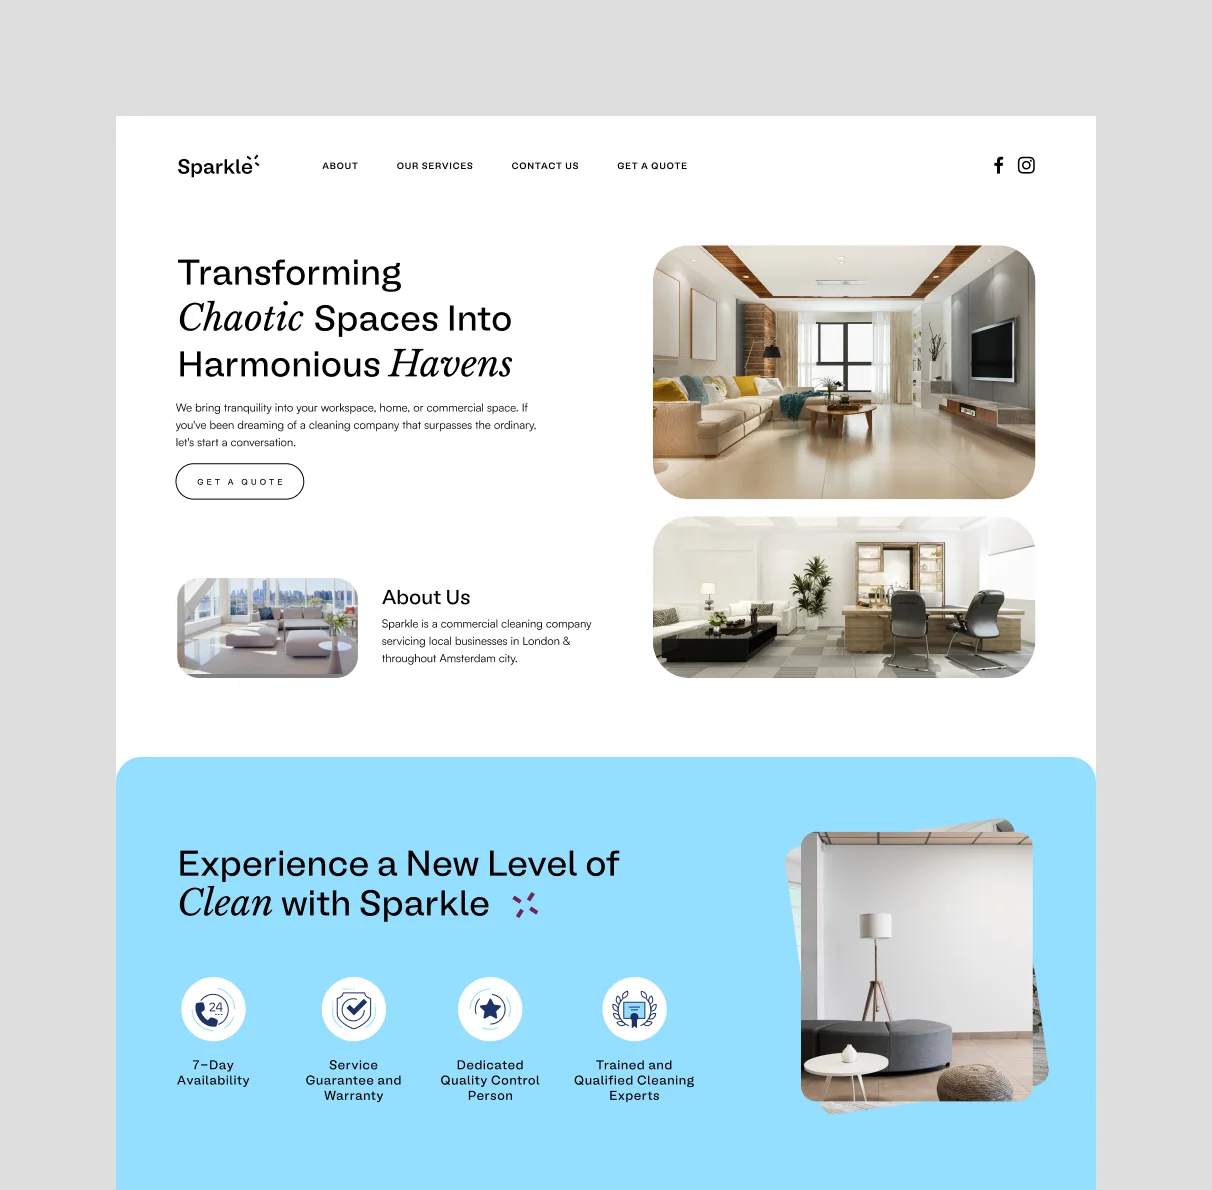 Sparkle
ABOUT
OUR SERVICES
CONTACT US
GET A QUOTE
Transforming
Chaotic Spaces Into
Harmonious Havens
We bring tranquility into your workspace, home, or commercial space. If
you've been dreaming of a cleaning company that surpasses the ordinary,
let's start a conversation.
GET A QUOTE
About Us
Sparkle is a commercial cleaning company
servicing local businesses in London &
throughout Amsterdam city.
Experience a New Level of
Clean with Sparkle
24
7-Day
Availability
Service
Guarantee and
Warranty
Dedicated
Quality Control
Person
Trained and
Qualified Cleaning
Experts